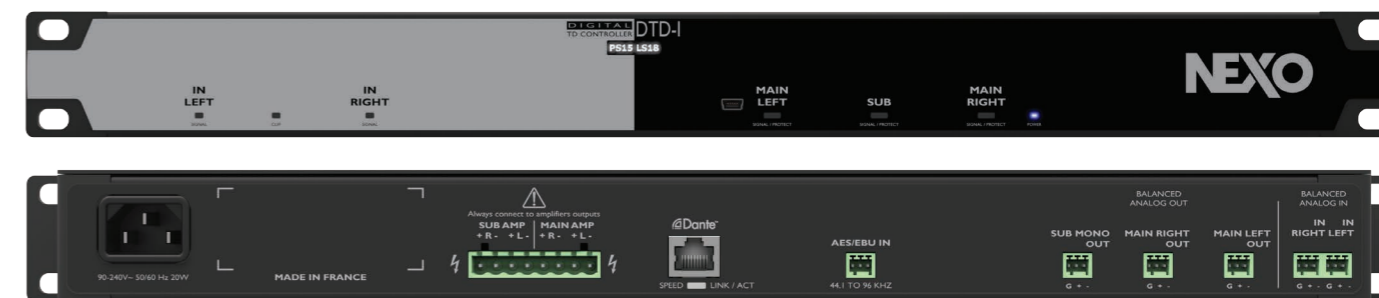 DIGITAL
TD CONTROLLER
DTD-I
PS15 LS18
NEXO
IN
LEFT
IN
RIGHT
MAIN
LEFT
SUB
MAIN
RIGHT
SIGNAL
CLIP
SIGNAL
SIGNAL / PROTECT
SIGNAL / PROTECT
SIGNAL / PROTECT
POWER
90-240V~ 50/60 Hz 20W
MADE IN FRANCE
Always connect to amplifiers outputs
SUB AMP
MAIN AMP
+ R - + L -
+ R - + L -
Dante™
SPEED LINK / ACT
AES/EBU IN
44.1 TO 96 KHZ
BALANCED
ANALOG OUT
SUB MONO
OUT
MAIN RIGHT
OUT
MAIN LEFT
OUT
G + -
G + -
G + -
BALANCED
ANALOG IN
IN IN
RIGHT LEFT
G + - G + -